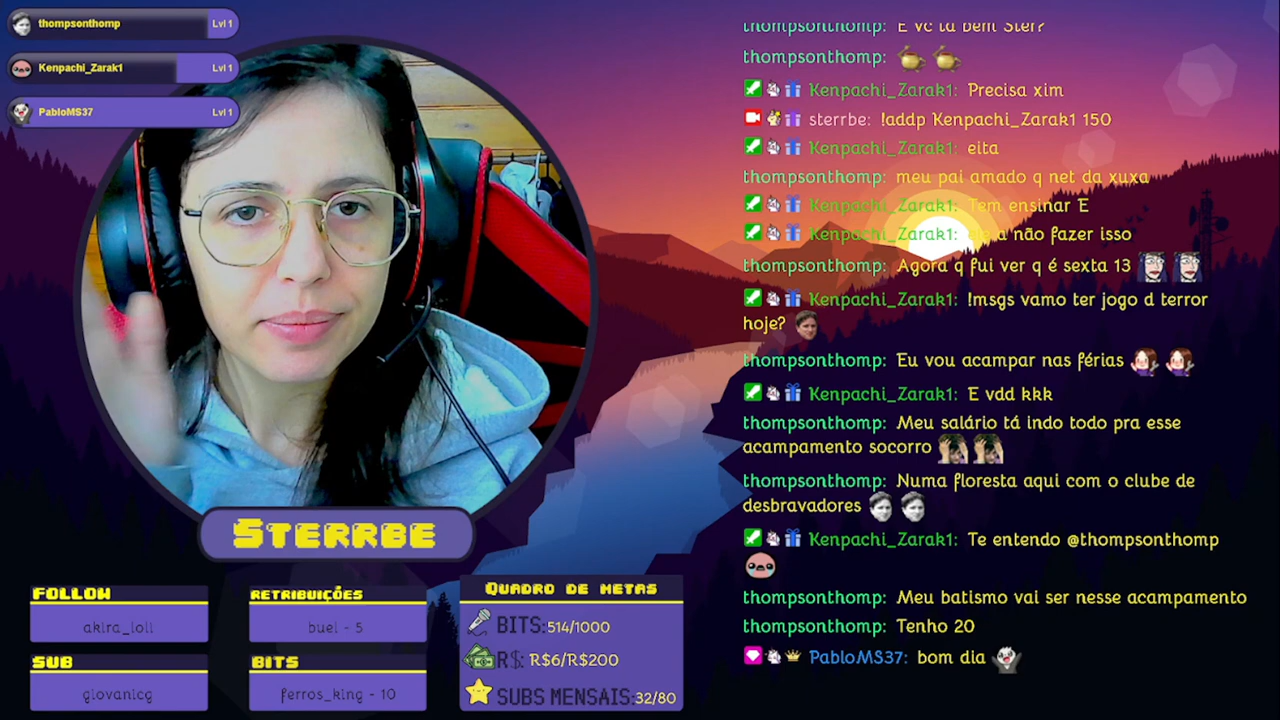 thompsonthomp Lvl 1
Kenpachi_Zarak1 Lvl 1
PabloMS37 Lvl 1
STERRBE
FOLLOW
akira_loli
RETRIBUIÇÕES
buel - 5
SUB
giovanicg
BITS
ferros_king - 10
QUADRO DE METAS
BITS:514/1000
R$: R$6/R$200
SUBS MENSAIS:32/80
thompsonthomp: E vc tá bem Ster?
thompsonthomp:
Kenpachi_Zarak1: Precisa xim
sterrbe: !addp Kenpachi_Zarak1 150
Kenpachi_Zarak1: eita
thompsonthomp: meu pai amado q net da xuxa
Kenpachi_Zarak1: Tem ensinar E
Kenpachi_Zarak1: ele a não fazer isso
thompsonthomp: Agora q fui ver q é sexta 13
Kenpachi_Zarak1: !msgs vamo ter jogo d terror
hoje?
thompsonthomp: Eu vou acampar nas férias
Kenpachi_Zarak1: E vdd kkk
thompsonthomp: Meu salário tá indo todo pra esse
acampamento socorro
thompsonthomp: Numa floresta aqui com o clube de
desbravadores
Kenpachi_Zarak1: Te entendo @thompsonthomp
thompsonthomp: Meu batismo vai ser nesse acampamento
thompsonthomp: Tenho 20
PabloMS37: bom dia